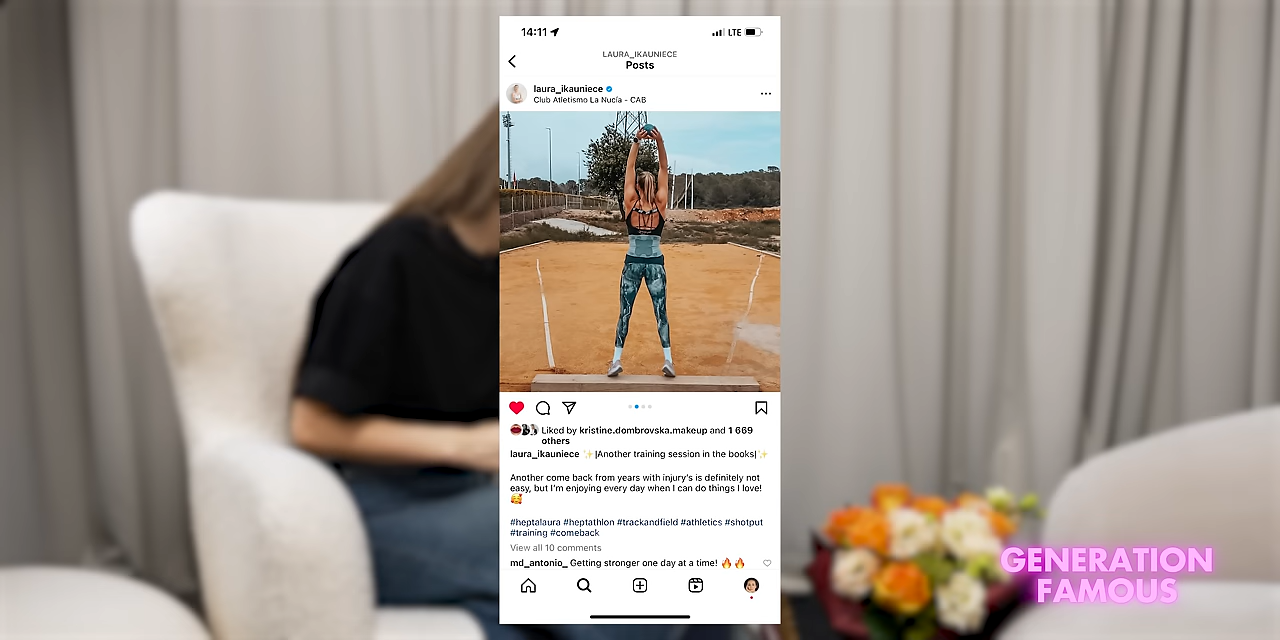 14:11
LTE
LAURA_IKAUNIECE
Posts
laura_ikauniece
Club Atletismo La Nucía - CAB
Liked by kristine.dombrovska.makeup and 1 669
others
laura_ikauniece ✨|Another training session in the books|✨
Another come back from years with injury's is definitely not
easy, but I'm enjoying every day when I can do things I love!
🥰
#heptalaura #heptathlon #trackandfield #athletics #shotput
#training #comeback
View all 10 comments
md_antonio_ Getting stronger one day at a time! 🔥🔥
GENERATION
FAMOUS